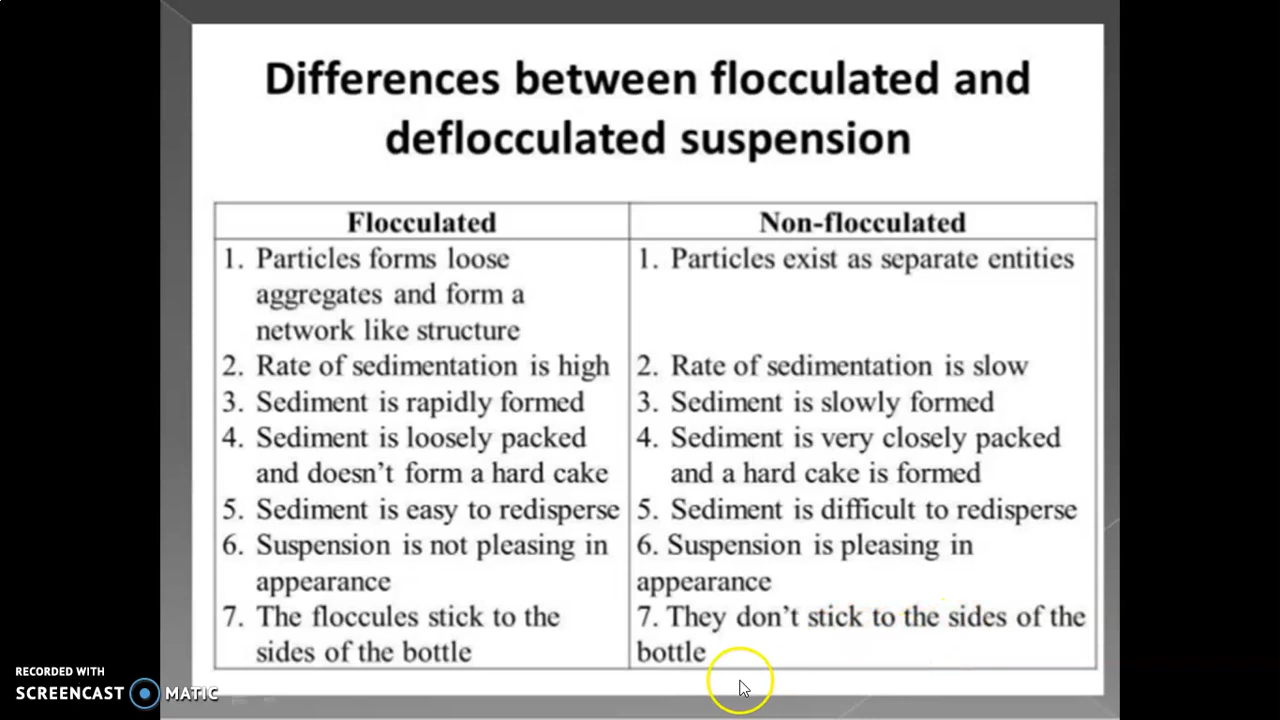 Differences between flocculated and
deflocculated suspension
Flocculated
1. Particles forms loose
aggregates and form a
network like structure
2. Rate of sedimentation is high
3. Sediment is rapidly formed
4. Sediment is loosely packed
and doesn't form a hard cake
5. Sediment is easy to redisperse
6. Suspension is not pleasing in
appearance
7. The floccules stick to the
sides of the bottle
Non-flocculated
1. Particles exist as separate entities
2. Rate of sedimentation is slow
3. Sediment is slowly formed
4. Sediment is very closely packed
and a hard cake is formed
5. Sediment is difficult to redisperse
6. Suspension is pleasing in
appearance
7. They don't stick to the sides of the
bottle
RECORDED WITH
SCREENCAST MATIC